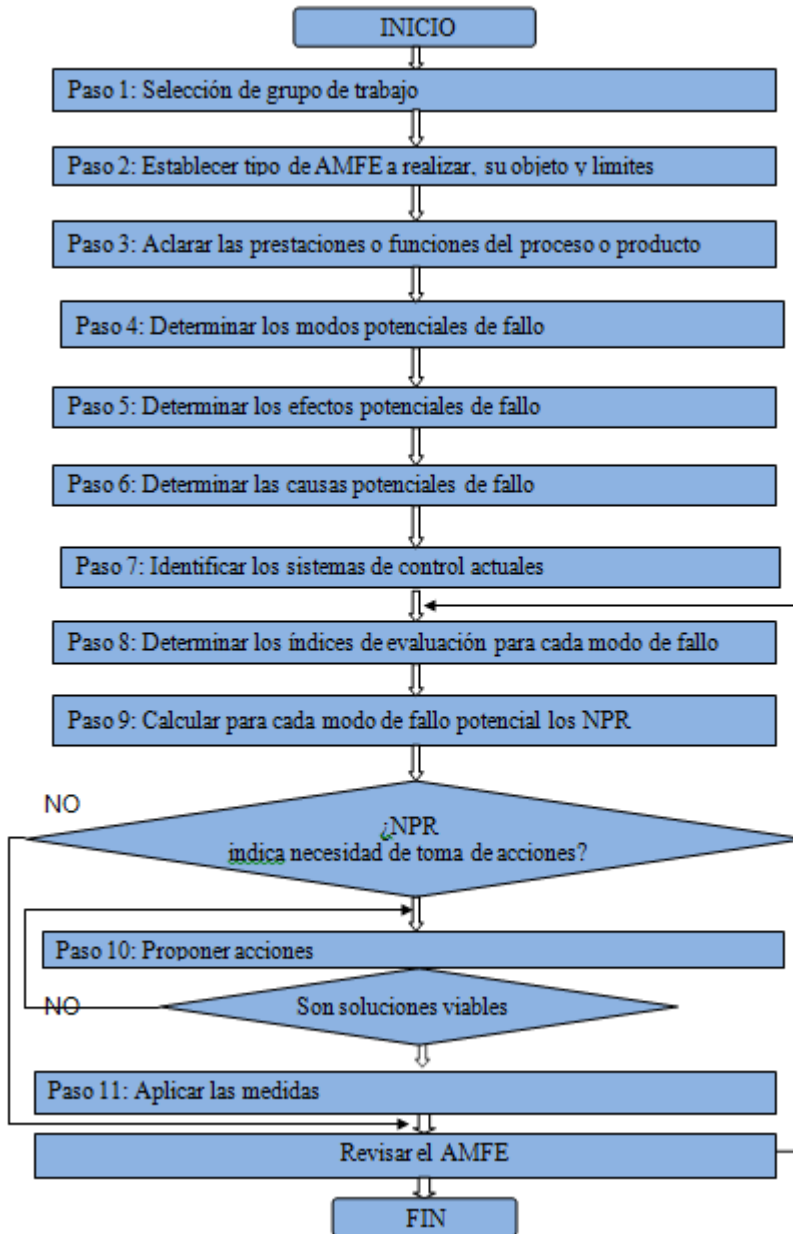 INICIO
Paso 1: Selección de grupo de trabajo
Paso 2: Establecer tipo de AMFE a realizar, su objeto y limites
Paso 3: Aclarar las prestaciones o funciones del proceso o producto
Paso 4: Determinar los modos potenciales de fallo
Paso 5: Determinar los efectos potenciales de fallo
Paso 6: Determinar las causas potenciales de fallo
Paso 7: Identificar los sistemas de control actuales
Paso 8: Determinar los índices de evaluación para cada modo de fallo
Paso 9: Calcular para cada modo de fallo potencial los NPR
NO
¿NPR
indica necesidad de toma de acciones?
Paso 10: Proponer acciones
NO
Son soluciones viables
Paso 11: Aplicar las medidas
Revisar el AMFE
FIN